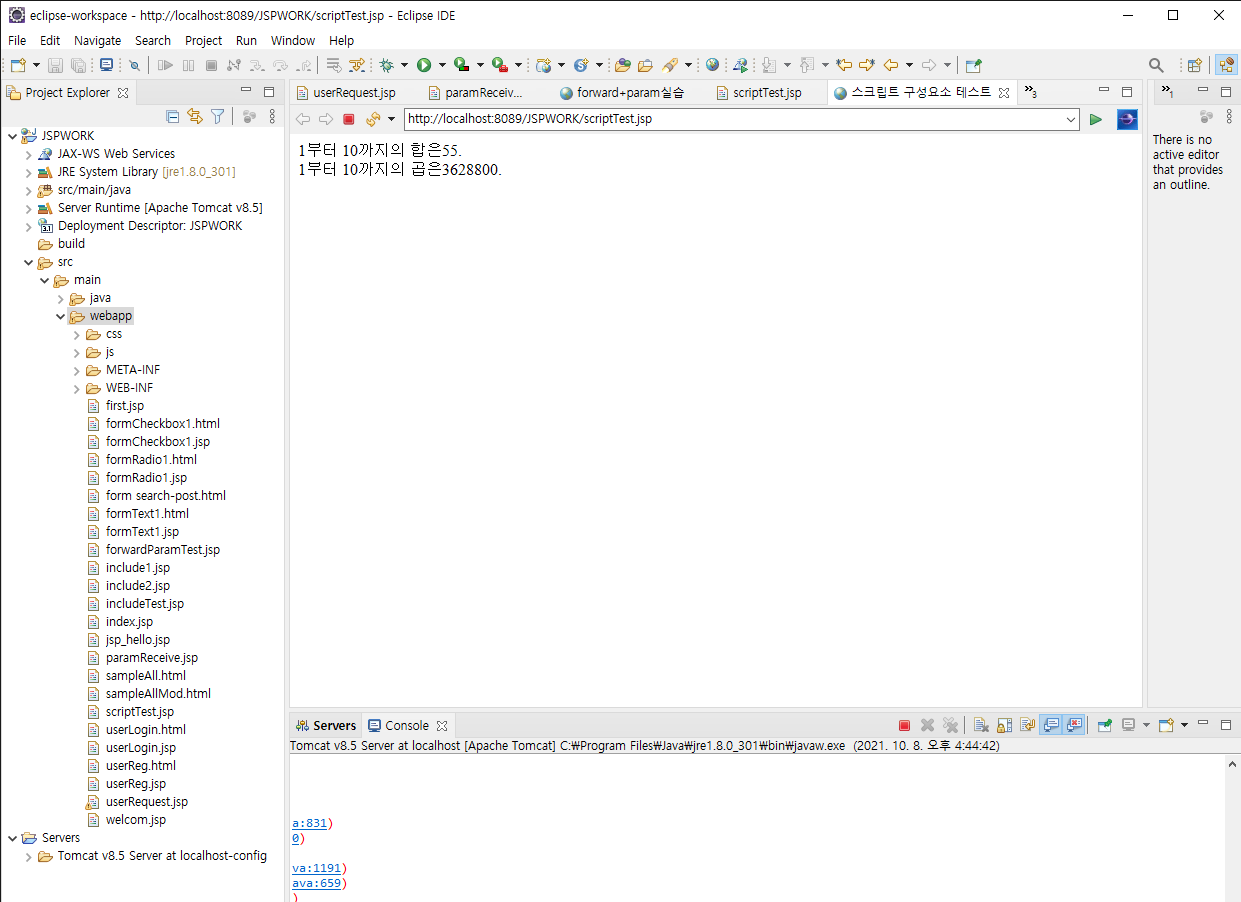 eclipse-workspace - http://localhost:8089/JSPWORK/scriptTest.jsp - Eclipse IDE
File Edit Navigate Search Project Run Window Help
Project Explorer
userRequest.jsp
paramReceiv...
forward+param실습
scriptTest.jsp
스크립트 구성요소 테스트
»3
»1
http://localhost:8089/JSPWORK/scriptTest.jsp
1부터 10까지의 합은55.
1부터 10까지의 곱은3628800.
There is no
active editor
that provides
an outline.
JSPWORK
JAX-WS Web Services
JRE System Library [jre1.8.0_301]
src/main/java
Server Runtime [Apache Tomcat v8.5]
Deployment Descriptor: JSPWORK
build
src
main
java
webapp
css
js
META-INF
WEB-INF
first.jsp
formCheckbox1.html
formCheckbox1.jsp
formRadio1.html
formRadio1.jsp
form search-post.html
formText1.html
formText1.jsp
forwardParamTest.jsp
include1.jsp
include2.jsp
includeTest.jsp
index.jsp
jsp_hello.jsp
paramReceive.jsp
sampleAll.html
sampleAllMod.html
scriptTest.jsp
userLogin.html
userLogin.jsp
userReg.html
userReg.jsp
userRequest.jsp
welcom.jsp
Servers
Tomcat v8.5 Server at localhost-config
Servers
Console
Tomcat v8.5 Server at localhost [Apache Tomcat] C:₩Program Files₩Java₩jre1.8.0_301₩bin₩javaw.exe (2021. 10. 8. 오후 4:44:42)
a:831)
0)
va:1191)
ava:659)
)